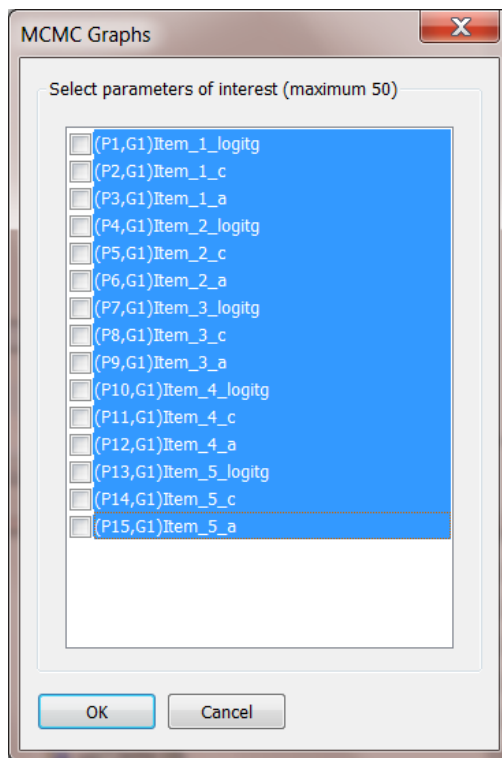 MCMC Graphs
Select parameters of interest (maximum 50)
(P1,G1)Item_1_logitg
(P2,G1)Item_1_c
(P3,G1)Item_1_a
(P4,G1)Item_2_logitg
(P5,G1)Item_2_c
(P6,G1)Item_2_a
(P7,G1)Item_3_logitg
(P8,G1)Item_3_c
(P9,G1)Item_3_a
(P10,G1)Item_4_logitg
(P11,G1)Item_4_c
(P12,G1)Item_4_a
(P13,G1)Item_5_logitg
(P14,G1)Item_5_c
(P15,G1)Item_5_a
OK Cancel